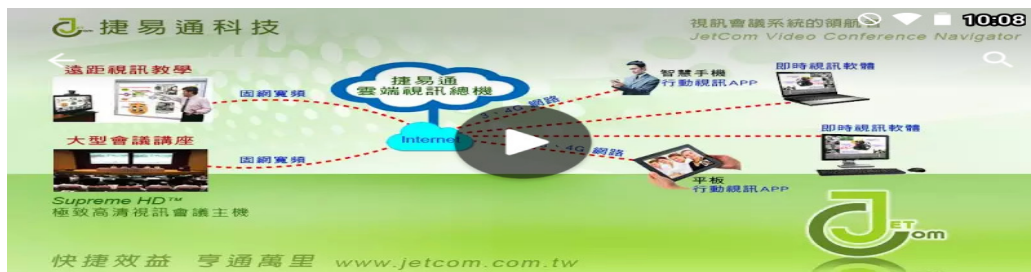 捷易通科技
視訊會議系統的領航
10:08
JetCom Video Conference Navigator
遠距視訊教學
固網寬頻
捷易通
雲端視訊總機
智慧手機
行動視訊APP
即時視訊軟體
Internet
4G 網路
大型會議講座
固網寬頻
4G 網路
即時視訊軟體
平板
行動視訊APP
Supreme HD™
極致高清視訊會議主機
JETCom
快捷效益 亨通萬里 www.jetcom.com.tw